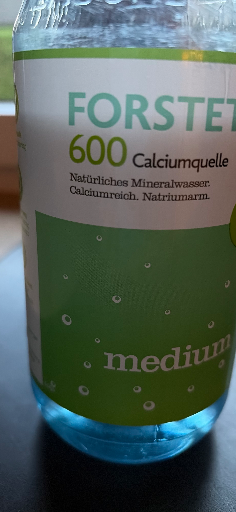 FORSTET
600 Calciumquelle
Natürliches Mineralwasser.
Calciumreich. Natriumarm.
medium